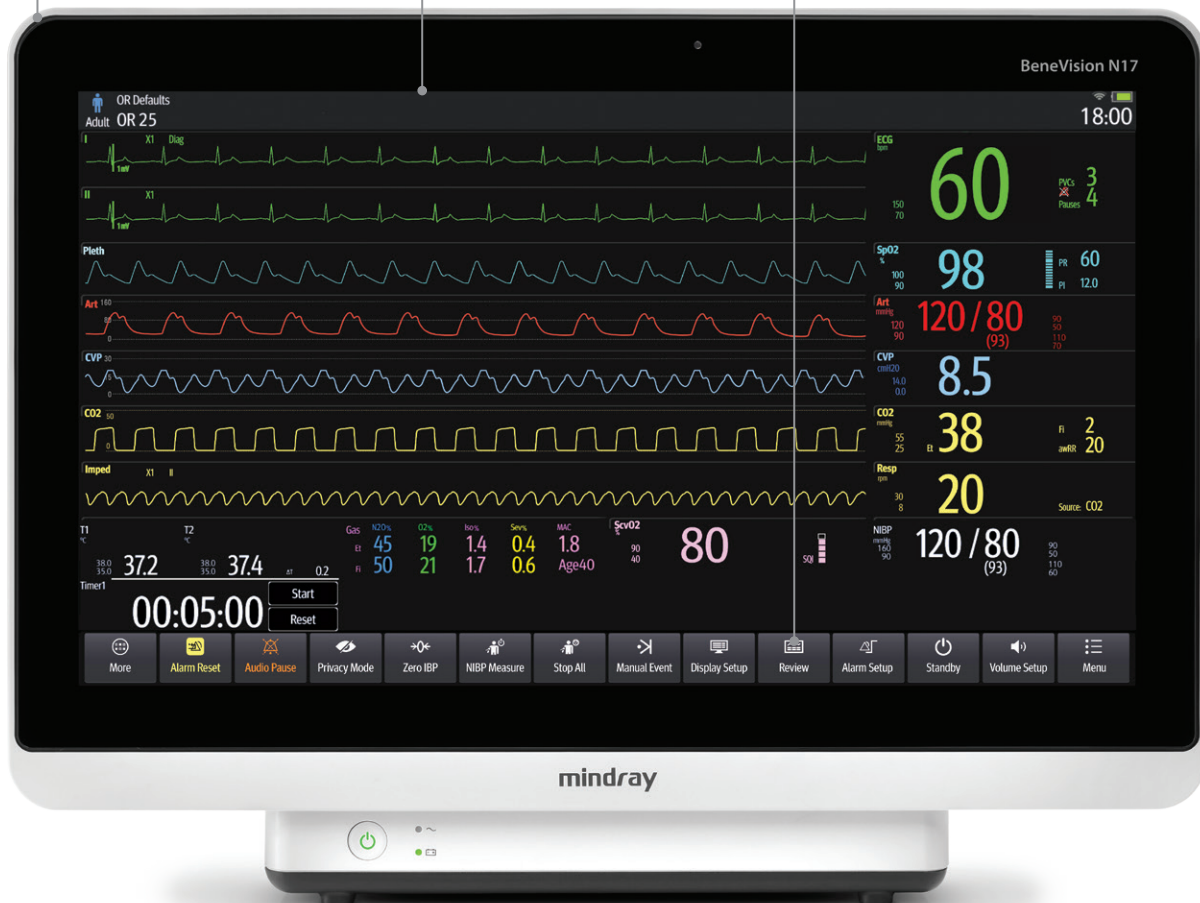 BeneVision N17
OR Defaults
Adult OR 25
18:00
I X1 Diag
1mV
II X1
1mV
ECG
bpm
150
70
60
PVCs 3
Pauses 4
Pleth
SpO2
%
100
90
98
PR 60
PI 12.0
Art 160
80
0
Art
mmHg
120
90
120 / 80
(93)
90
50
110
70
CVP 30
0
CVP
cmH2O
14.0
0.0
8.5
CO2 50
0
CO2
mmHg
55
25
Et 38
Fi 2
awRR 20
Imped X1 II
Resp
rpm
30
8
20
Source: CO2
T1
℃
38.0
35.0
37.2
T2
℃
38.0
35.0
37.4
ΔT 0.2
Gas N2O% O2% Iso% Sev% MAC
Et 45 19 1.4 0.4 1.8
Fi 50 21 1.7 0.6 Age40
ScvO2
%
90
40
80
SQI
NIBP
mmHg
160
90
120 / 80
(93)
90
50
110
60
Timer1
00:05:00
Start
Reset
More
Alarm Reset
Audio Pause
Privacy Mode
Zero IBP
NIBP Measure
Stop All
Manual Event
Display Setup
Review
Alarm Setup
Standby
Volume Setup
Menu
mindray